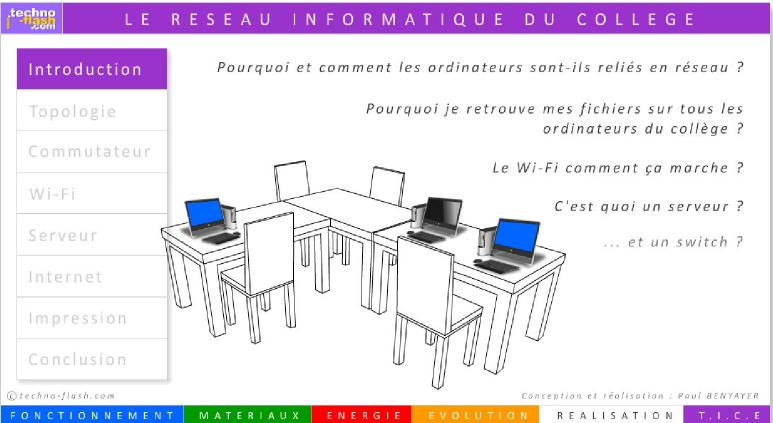 techno
-flash
.com
www.
LE RESEAU INFORMATIQUE DU COLLEGE
Introduction
Topologie
Commutateur
Wi-Fi
Serveur
Internet
Impression
Conclusion
Pourquoi et comment les ordinateurs sont-ils reliés en réseau ?
Pourquoi je retrouve mes fichiers sur tous les
ordinateurs du collège ?
Le Wi-Fi comment ça marche ?
C'est quoi un serveur ?
... et un switch ?
©techno-flash.com
Conception et réalisation : Paul BENYAYER
FONCTIONNEMENT MATERIAUX ENERGIE EVOLUTION REALISATION T.I.C.E